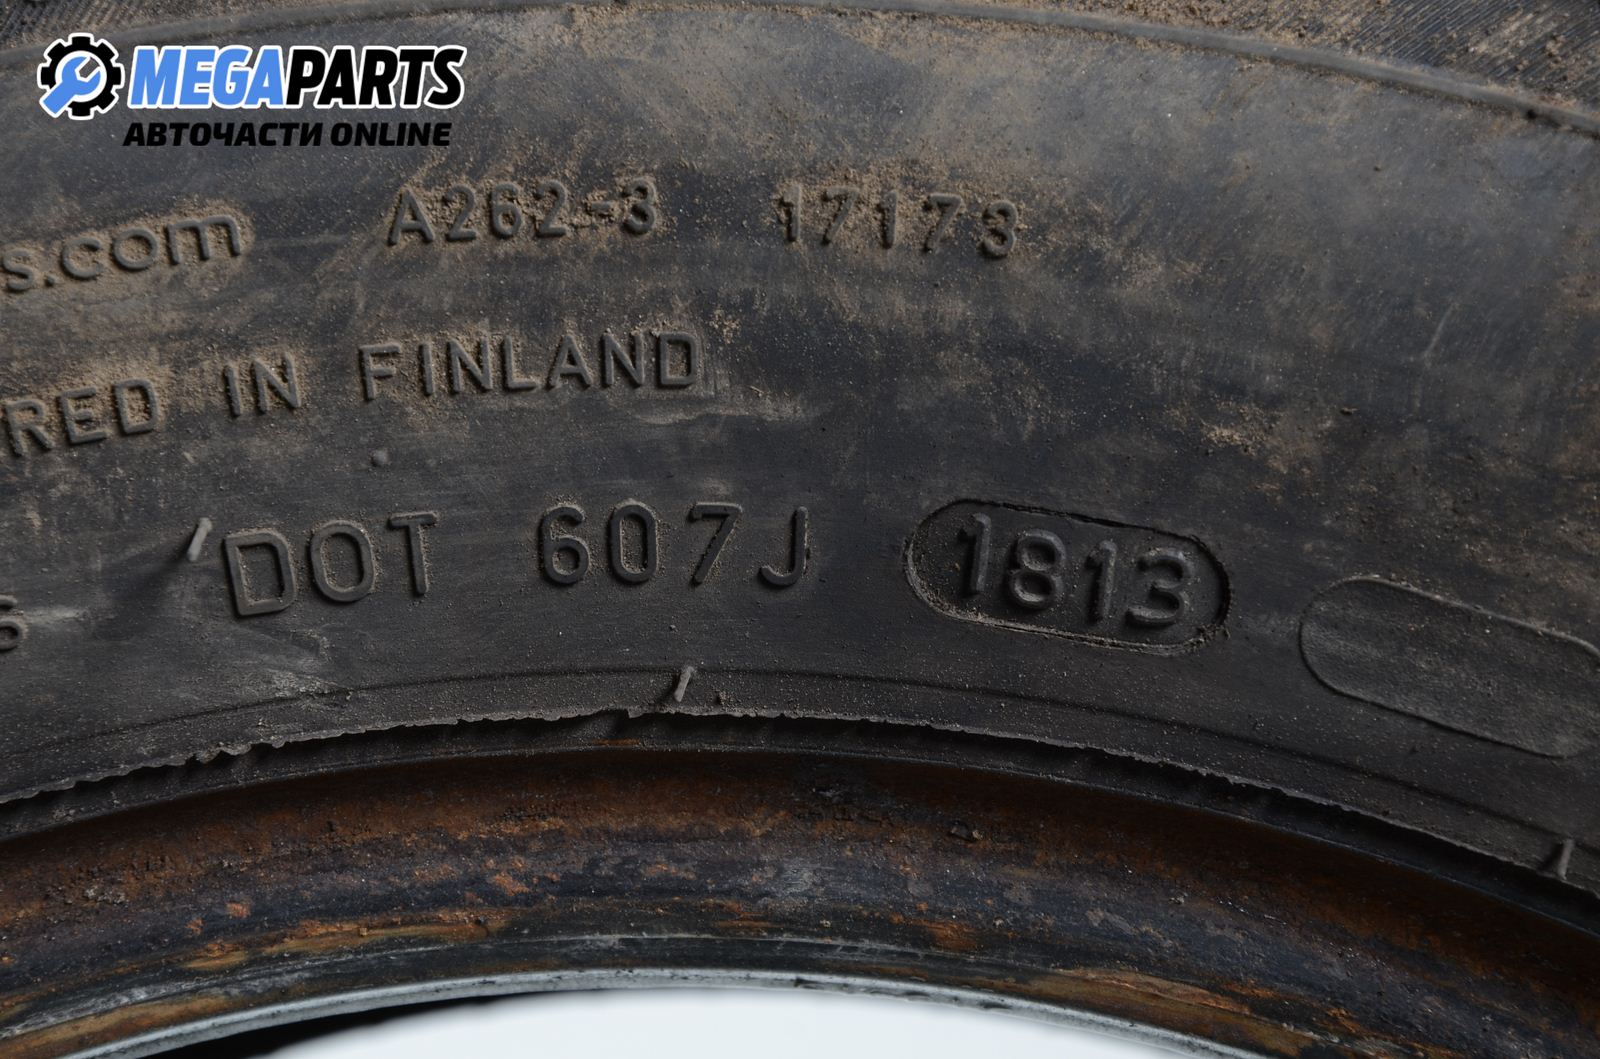 MEGAPARTS
АВТОЧАСТИ ONLINE
s.com A262-3 17173
RED IN FINLAND
DOT 607J 1813